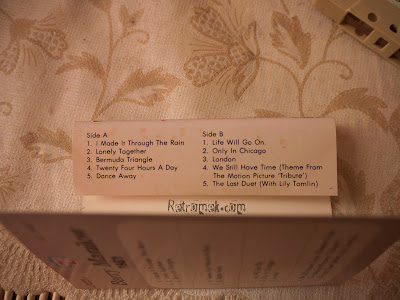 Side A
1. I Made It Through The Rain
2. Lonely Together
3. Bermuda Triangle
4. Twenty Four Hours A Day
5. Dance Away
Side B
1. Life Will Go On.
2. Only In Chicago
3. London
4. We Still Have Time (Theme From
The Motion Picture 'Tribute')
5. The Last Duet (With Lily Tomlin)
Retromek.com